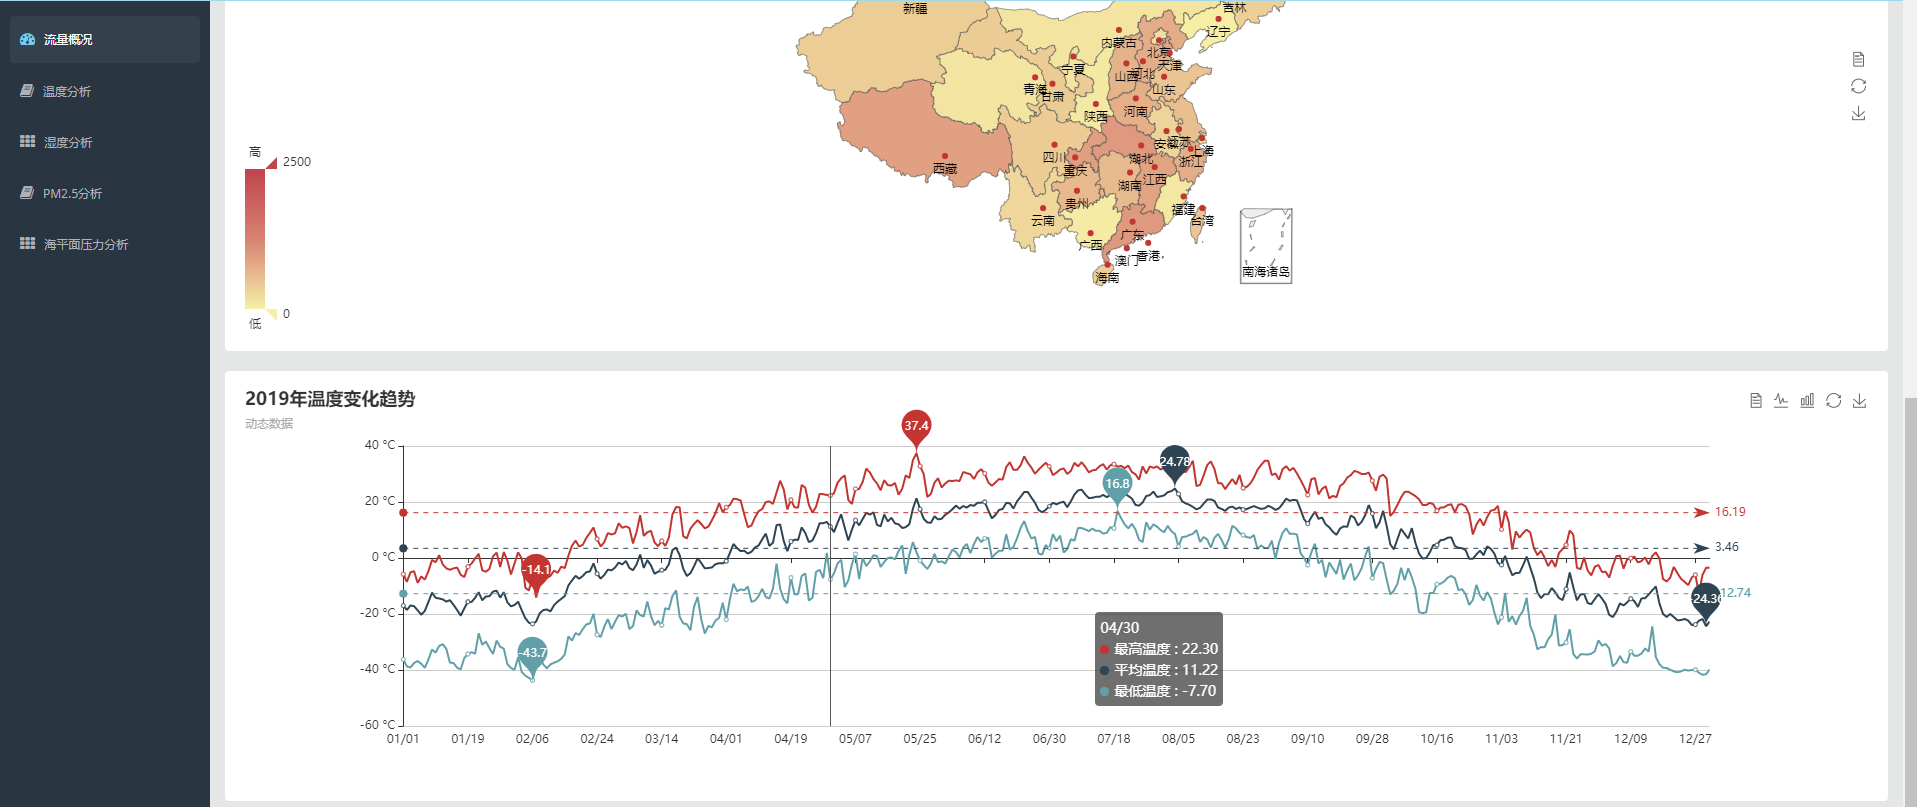 流量概况
温度分析
湿度分析
PM2.5分析
海平面压力分析
新疆
吉林
辽宁
内蒙古
北京
天津
宁夏
山西
河北
青海
甘肃
山东
陕西
河南
安徽
江苏
上海
四川
重庆
湖北
浙江
西藏
湖南
江西
贵州
云南
福建
台湾
广西
广东
澳门
香港
海南
南海诸岛
高
2500
0
低
2019年温度变化趋势
动态数据
40 °C
20 °C
0 °C
-20 °C
-40 °C
-60 °C
37.4
24.78
16.8
-14.1
-43.7
16.19
3.46
-24.36
12.74
04/30
最高温度 : 22.30
平均温度 : 11.22
最低温度 : -7.70
01/01 01/19 02/06 02/24 03/14 04/01 04/19 05/07 05/25 06/12 06/30 07/18 08/05 08/23 09/10 09/28 10/16 11/03 11/21 12/09 12/27